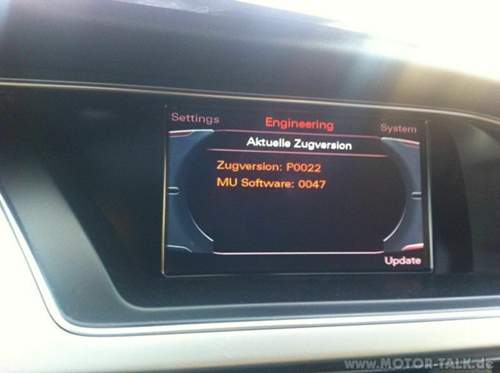 Settings Engineering System
Aktuelle Zugversion
Zugversion: P0022
MU Software: 0047
Update
www.MOTOR-TALK.de